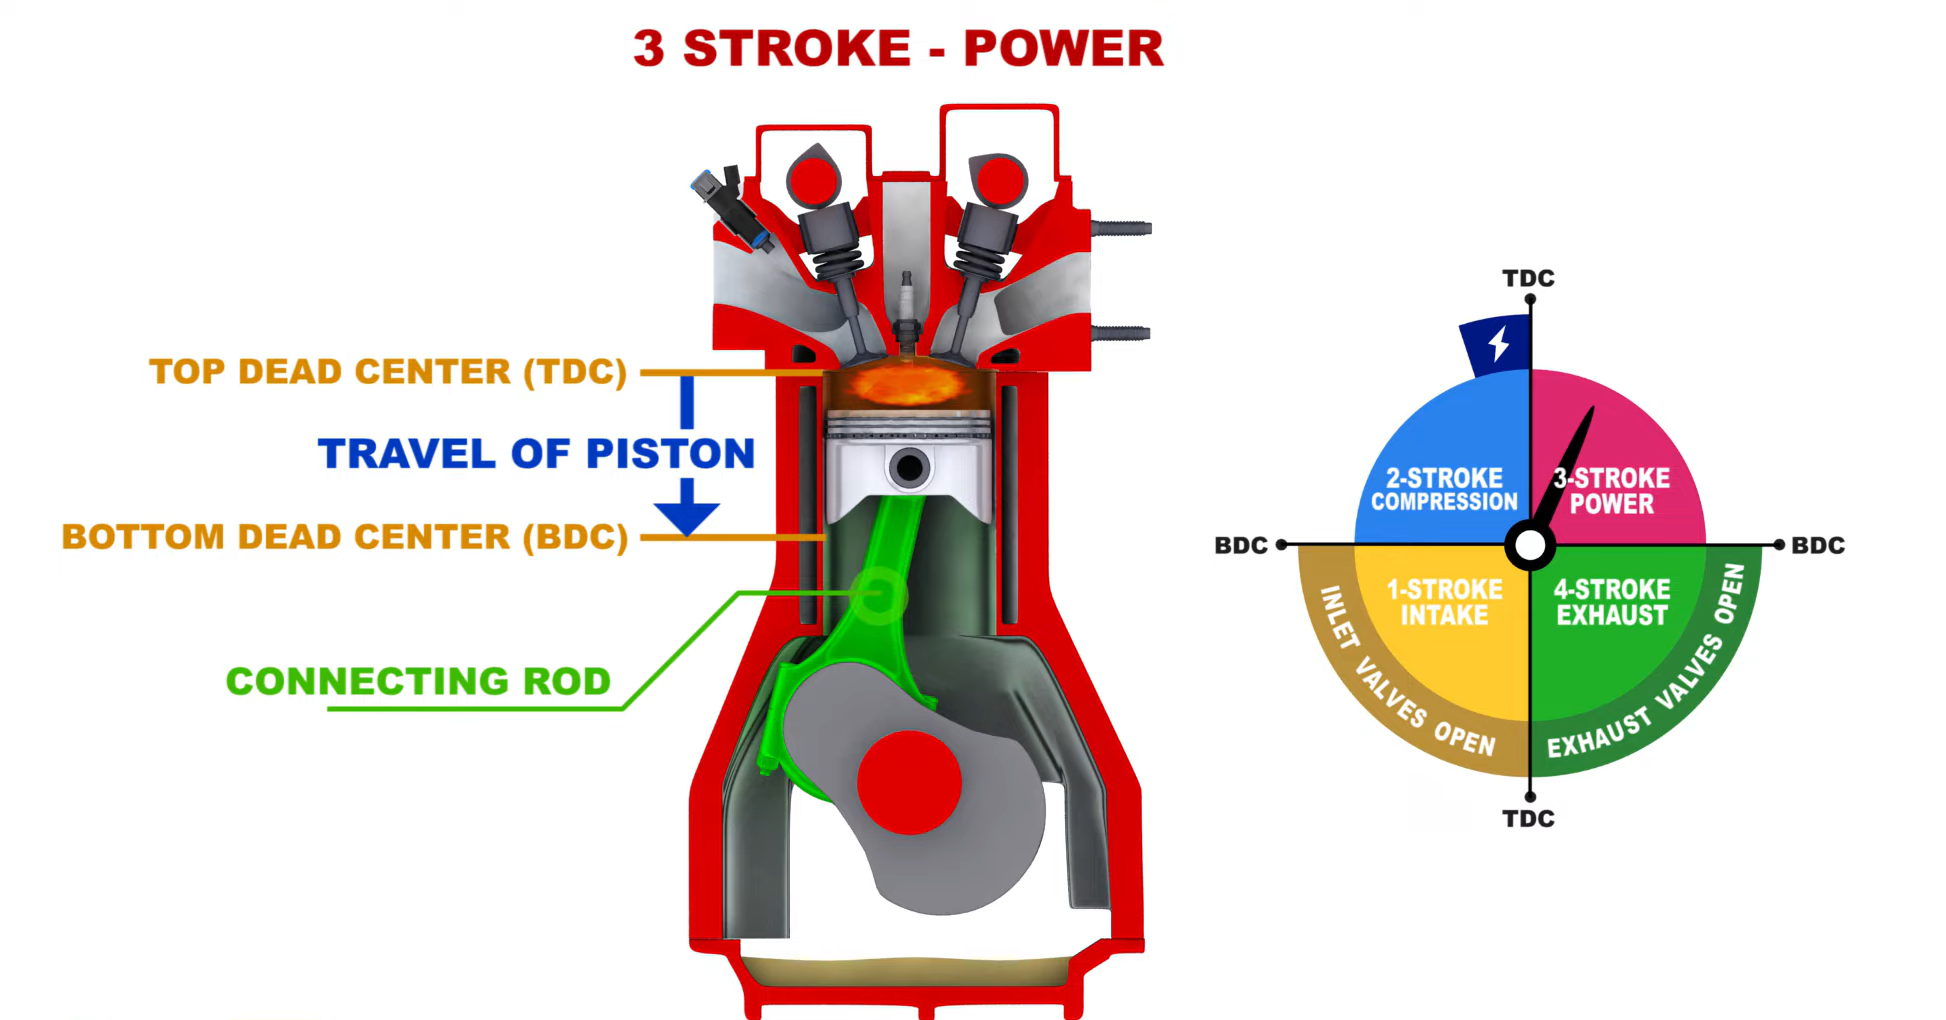 3 STROKE - POWER
TOP DEAD CENTER (TDC)
TRAVEL OF PISTON
BOTTOM DEAD CENTER (BDC)
CONNECTING ROD
TDC
2-STROKE
COMPRESSION
3-STROKE
POWER
BDC
BDC
1-STROKE
INTAKE
4-STROKE
EXHAUST
INLET VALVES OPEN
EXHAUST VALVES OPEN
TDC